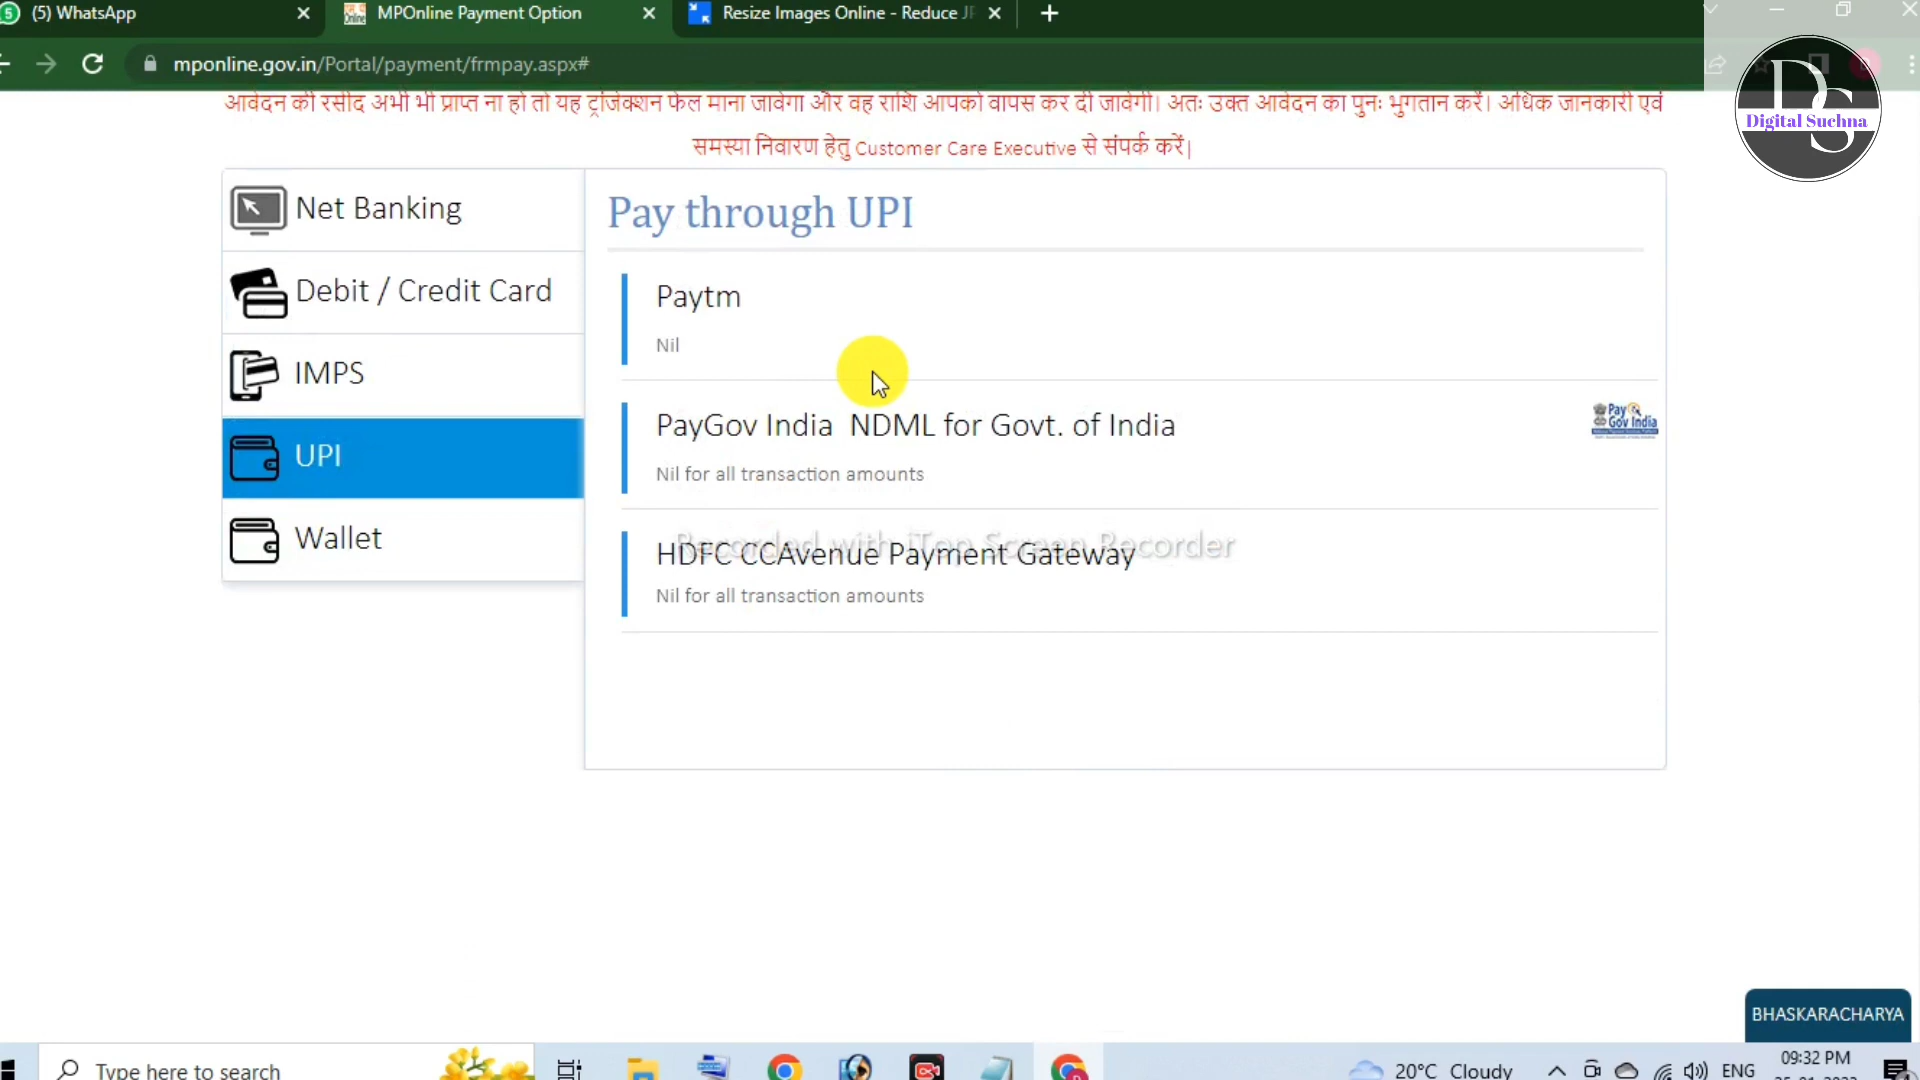 (5) WhatsApp
MPOnline Payment Option
Resize Images Online - Reduce
mponline.gov.in/Portal/payment/frmpay.aspx#
आवेदन की रसीद अभी भी प्राप्त ना हो तो यह ट्रांजेक्शन फेल माना जावेगा और वह राशि आपको वापस कर दी जावेगी। अतः उक्त आवेदन का पुनः भुगतान करें। अधिक जानकारी एवं
समस्या निवारण हेतु Customer Care Executive से संपर्क करें|
DS
Digital Suchna
Net Banking
Debit / Credit Card
IMPS
UPI
Wallet
Pay through UPI
Paytm
Nil
PayGov India NDML for Govt. of India
Nil for all transaction amounts
Pay Gov India
HDFC CCAvenue Payment Gateway
Recorded with iTop Screen Recorder
Nil for all transaction amounts
BHASKARACHARYA
Type here to search
20°C Cloudy
ENG
09:32 PM